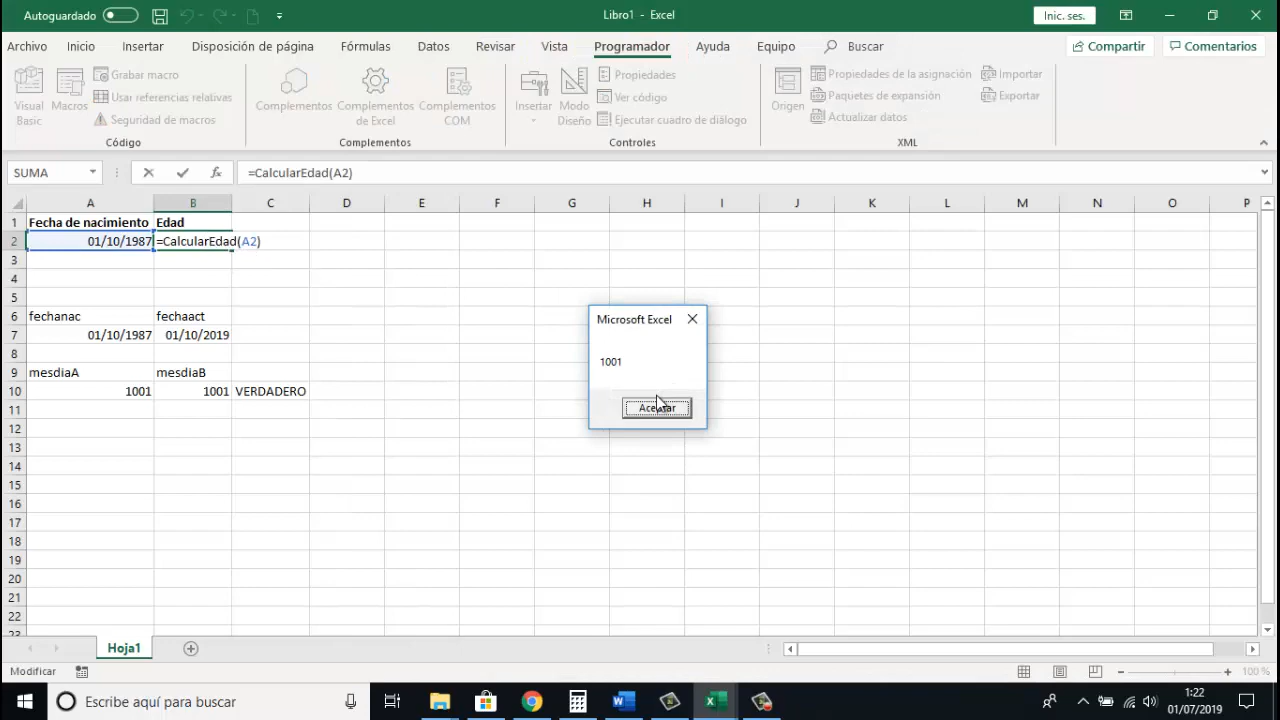 Autoguardado
Libro1 - Excel
Inic. ses.
Archivo Inicio Insertar Disposición de página Fórmulas Datos Revisar Vista Programador Ayuda Equipo Buscar Compartir Comentarios
Visual Basic
Macros
Grabar macro
Usar referencias relativas
Seguridad de macros
Código
Complementos
Complementos de Excel
Complementos COM
Complementos
Insertar
Modo Diseño
Propiedades
Ver código
Ejecutar cuadro de diálogo
Controles
Origen
Propiedades de la asignación
Paquetes de expansión
Actualizar datos
Importar
Exportar
XML
SUMA fx =CalcularEdad(A2)
A B C D E F G H I J K L M N O P
1 Fecha de nacimiento Edad
2 01/10/1987 =CalcularEdad(A2)
3
4
5
6 fechanac fechaact
7 01/10/1987 01/10/2019
8
9 mesdiaA mesdiaB
10 1001 1001 VERDADERO
11
12
13
14
15
16
17
18
19
20
21
22
23
Microsoft Excel
1001
Aceptar
Hoja1
Modificar
100 %
Escribe aquí para buscar
1:22
01/07/2019